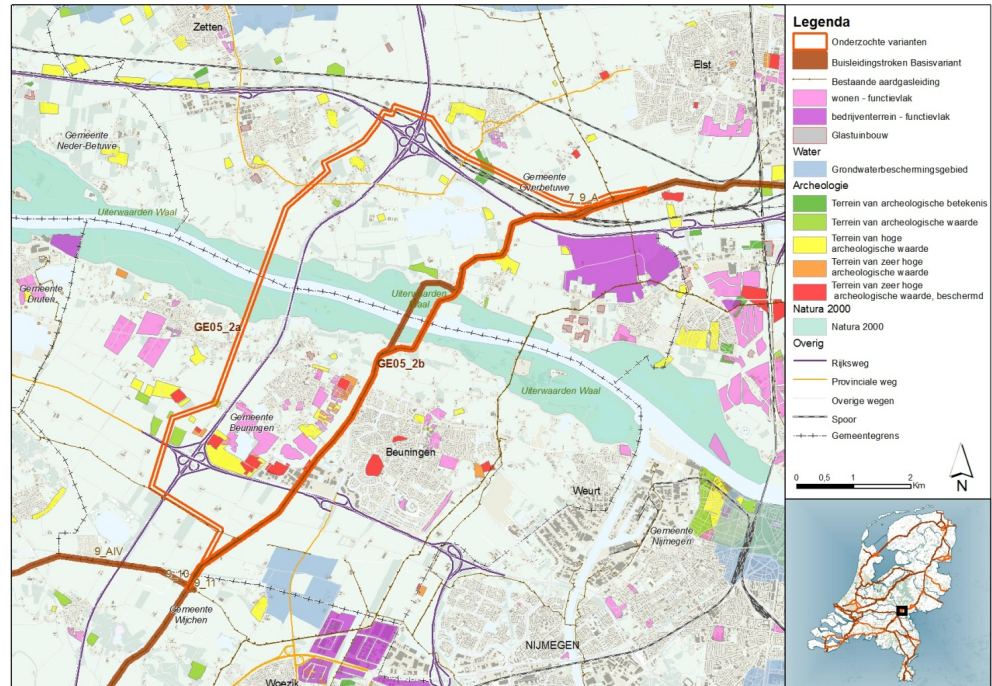 Zetten
Elst
Gemeente
Neder-Betuwe
Gemeente
Overbetuwe
7_9_A
Uiterwaarden Waal
Gemeente
Druten
Uiterwaarden
Waal
GE05_2a
GE05_2b
Uiterwaarden Waal
Gemeente
Beuningen
Beuningen
Weurt
Gemeente
Nijmegen
9_AIV
9_11
Gemeente
Wijchen
NIJMEGEN
Woezik
Legenda
Onderzochte varianten
Buisleidingstroken Basisvariant
Bestaande aardgasleiding
wonen - functievlak
bedrijventerrein - functievlak
Glastuinbouw
Water
Grondwaterbeschermingsgebied
Archeologie
Terrein van archeologische betekenis
Terrein van archeologische waarde
Terrein van hoge
archeologische waarde
Terrein van zeer hoge
archeologische waarde
Terrein van zeer hoge
archeologische waarde, beschermd
Natura 2000
Natura 2000
Overig
Rijksweg
Provinciale weg
Overige wegen
Spoor
Gemeentegrens
0 0,5 1 2
Km
N